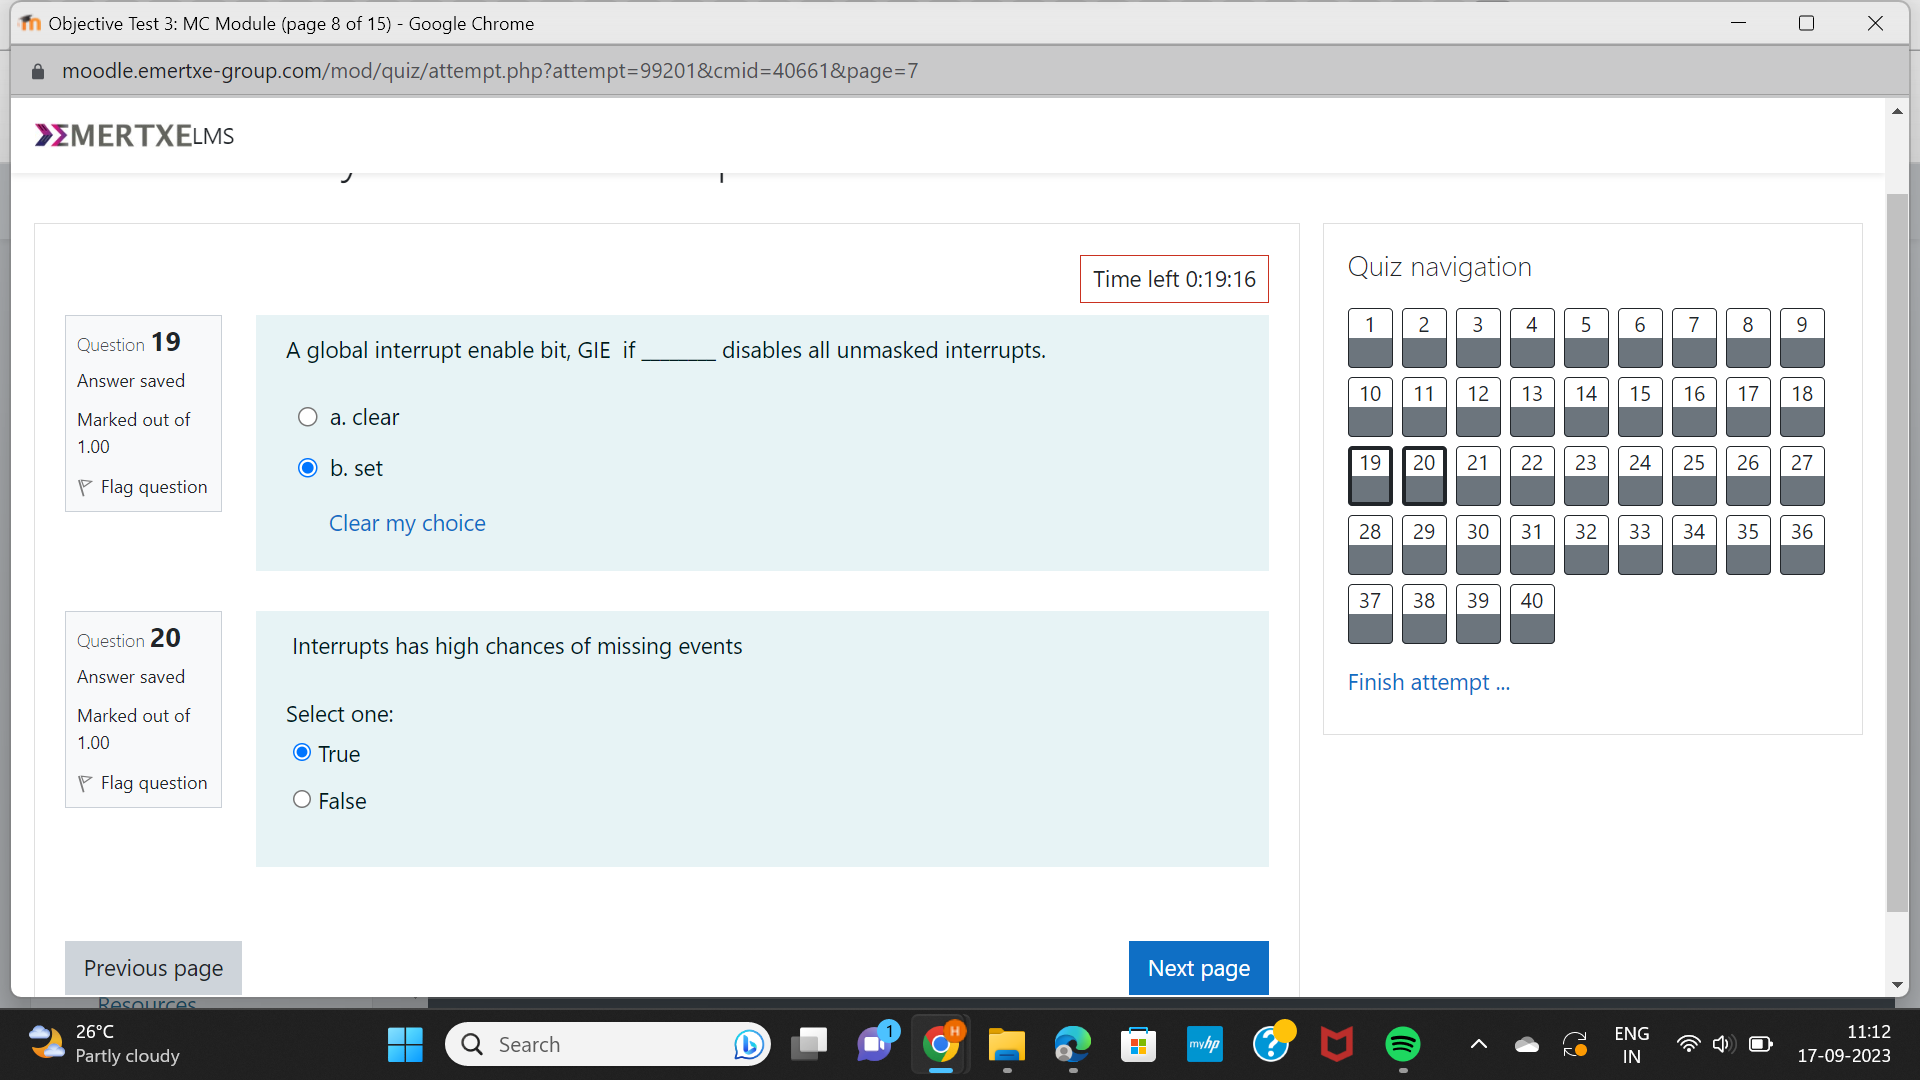 Objective Test 3: MC Module (page 8 of 15) - Google Chrome
moodle.emertxe-group.com/mod/quiz/attempt.php?attempt=99201&cmid=40661&page=7
EMERTXE LMS
Time left 0:19:16
Question 19
Answer saved
Marked out of
1.00
Flag question
A global interrupt enable bit, GIE if _______ disables all unmasked interrupts.
a. clear
b. set
Clear my choice
Question 20
Answer saved
Marked out of
1.00
Flag question
Interrupts has high chances of missing events
Select one:
True
False
Previous page
Next page
Quiz navigation
1 2 3 4 5 6 7 8 9
10 11 12 13 14 15 16 17 18
19 20 21 22 23 24 25 26 27
28 29 30 31 32 33 34 35 36
37 38 39 40
Finish attempt ...
Resources
26°C
Partly cloudy
Search
1
H
myhp
?
ENG
IN
11:12
17-09-2023